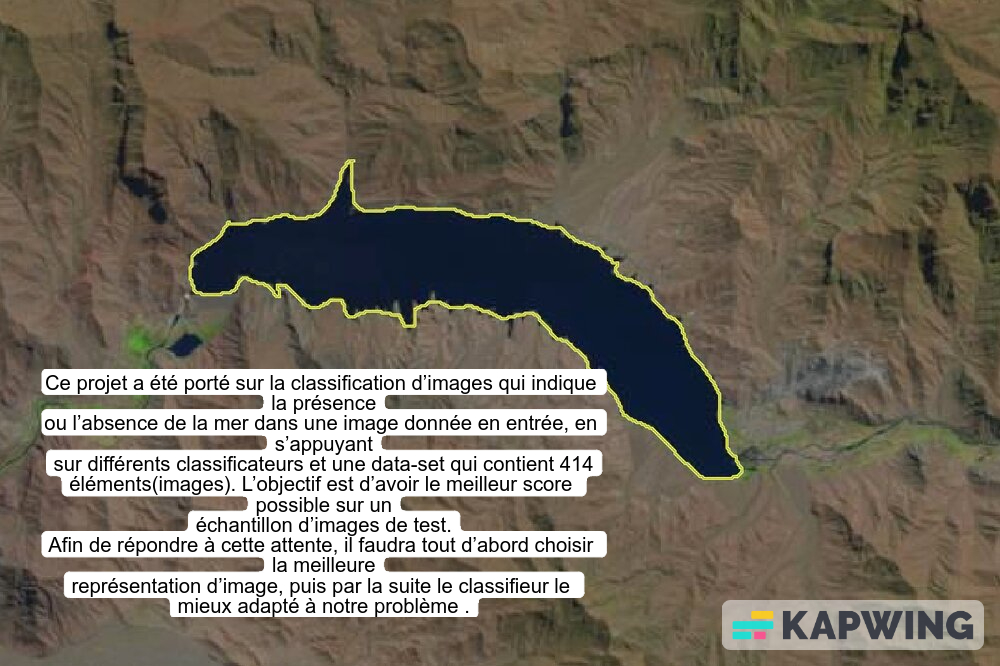 Ce projet a été porté sur la classification d’images qui indique
la présence
ou l’absence de la mer dans une image donnée en entrée, en
s’appuyant
sur différents classificateurs et une data-set qui contient 414
éléments(images). L’objectif est d’avoir le meilleur score
possible sur un
échantillon d’images de test.
Afin de répondre à cette attente, il faudra tout d’abord choisir
la meilleure
représentation d’image, puis par la suite le classifieur le
mieux adapté à notre problème .
KAPWING